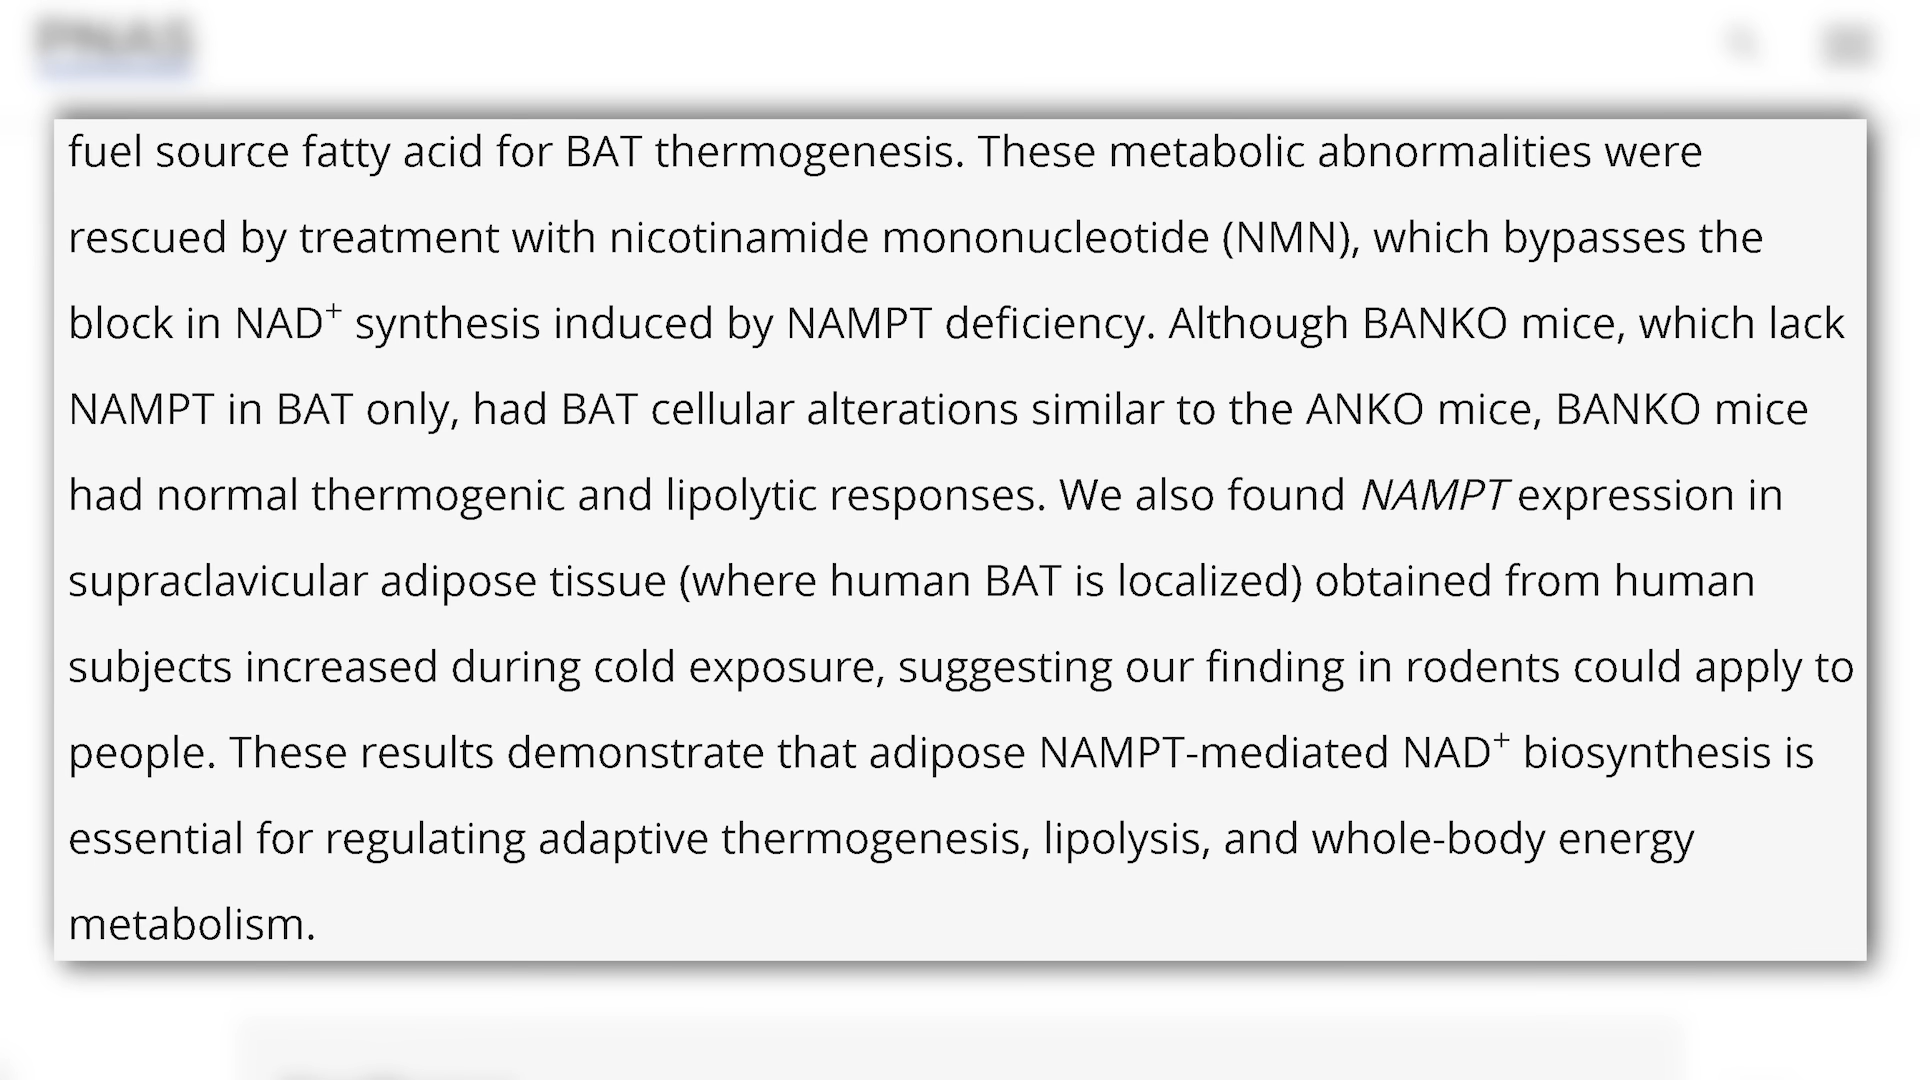 PNAS
fuel source fatty acid for BAT thermogenesis. These metabolic abnormalities were
rescued by treatment with nicotinamide mononucleotide (NMN), which bypasses the
block in NAD⁺ synthesis induced by NAMPT deficiency. Although BANKO mice, which lack
NAMPT in BAT only, had BAT cellular alterations similar to the ANKO mice, BANKO mice
had normal thermogenic and lipolytic responses. We also found NAMPT expression in
supraclavicular adipose tissue (where human BAT is localized) obtained from human
subjects increased during cold exposure, suggesting our finding in rodents could apply to
people. These results demonstrate that adipose NAMPT-mediated NAD⁺ biosynthesis is
essential for regulating adaptive thermogenesis, lipolysis, and whole-body energy
metabolism.